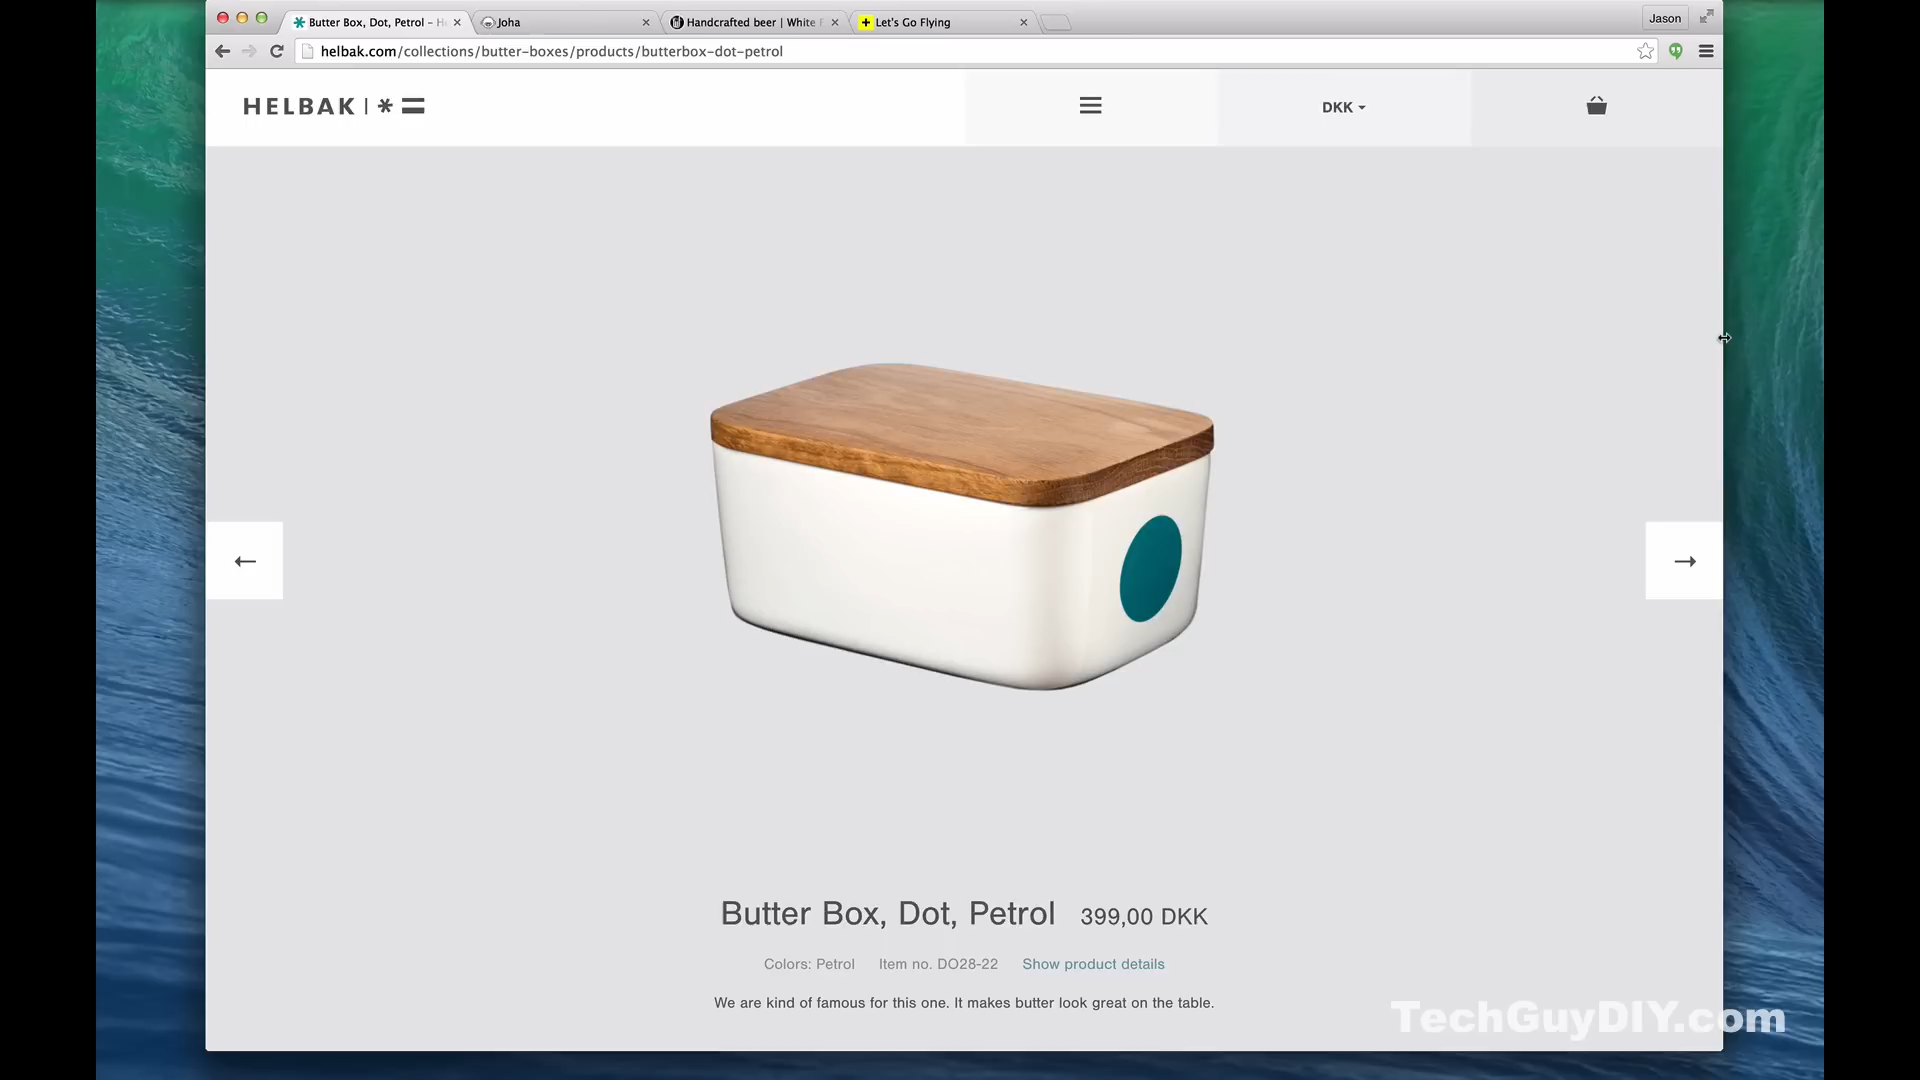 Butter Box, Dot, Petrol – H
Joha
Handcrafted beer | White
Let's Go Flying
Jason
helbak.com/collections/butter-boxes/products/butterbox-dot-petrol
HELBAK
DKK
Butter Box, Dot, Petrol 399,00 DKK
Colors: Petrol Item no. DO28-22 Show product details
We are kind of famous for this one. It makes butter look great on the table.
TechGuyDIY.com